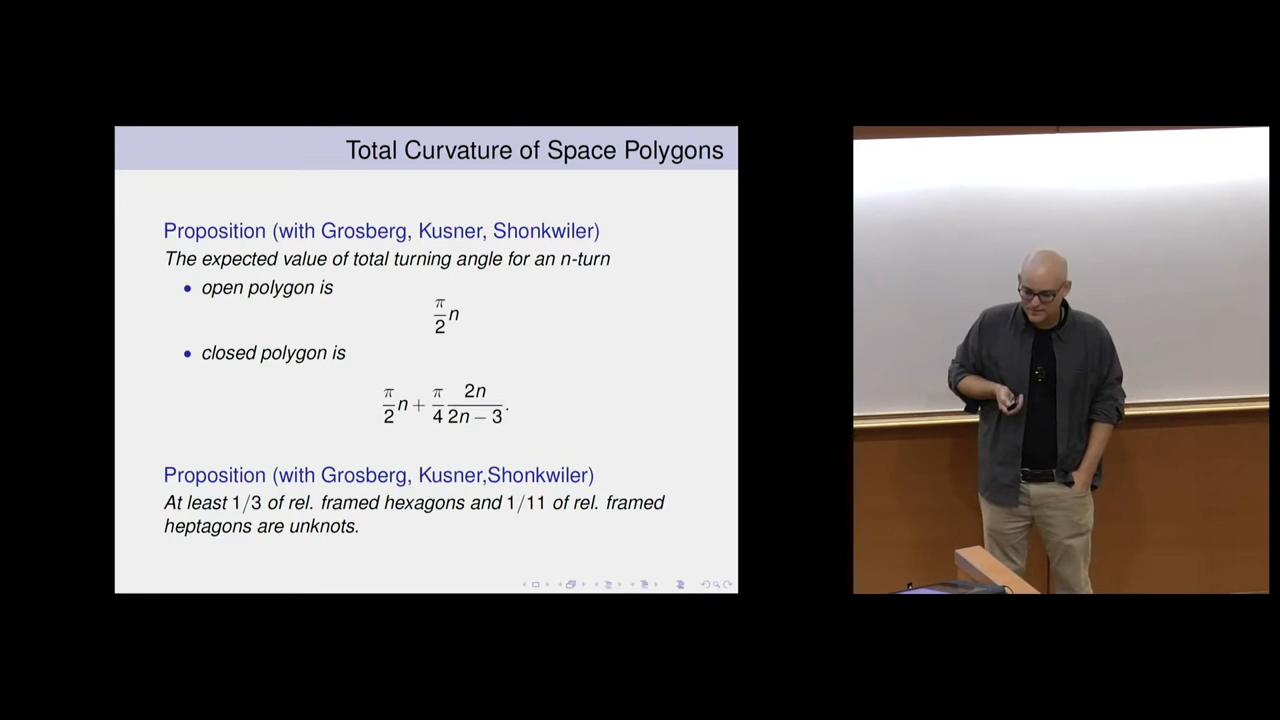 Total Curvature of Space Polygons
Proposition (with Grosberg, Kusner, Shonkwiler)
The expected value of total turning angle for an n-turn
• open polygon is
π/2 n
• closed polygon is
π/2 n + π/4 2n/2n − 3.
Proposition (with Grosberg, Kusner,Shonkwiler)
At least 1/3 of rel. framed hexagons and 1/11 of rel. framed
heptagons are unknots.